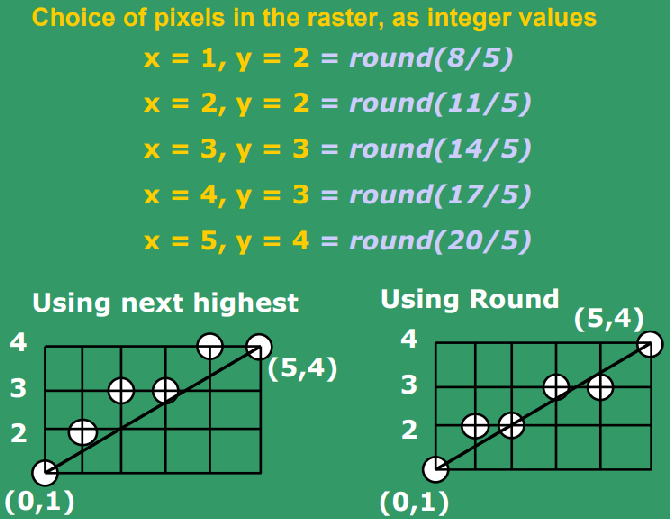 Choice of pixels in the raster, as integer values
x = 1, y = 2 = round(8/5)
x = 2, y = 2 = round(11/5)
x = 3, y = 3 = round(14/5)
x = 4, y = 3 = round(17/5)
x = 5, y = 4 = round(20/5)
Using next highest
4
(5,4)
3
2
(0,1)
Using Round
(5,4)
4
3
2
(0,1)